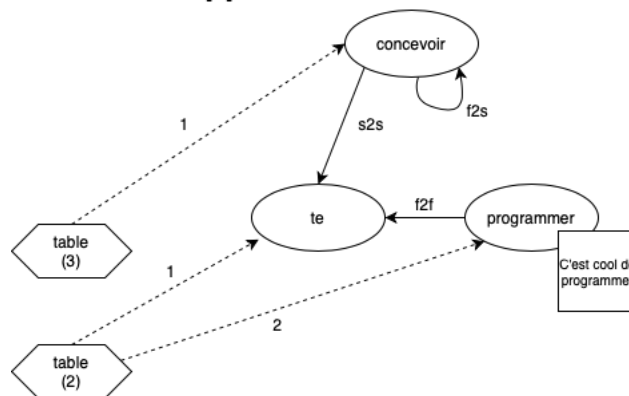 concevoir
f2s
1
s2s
te
f2f
programmer
table
(3)
1
C'est cool d
programme
2
table
(2)